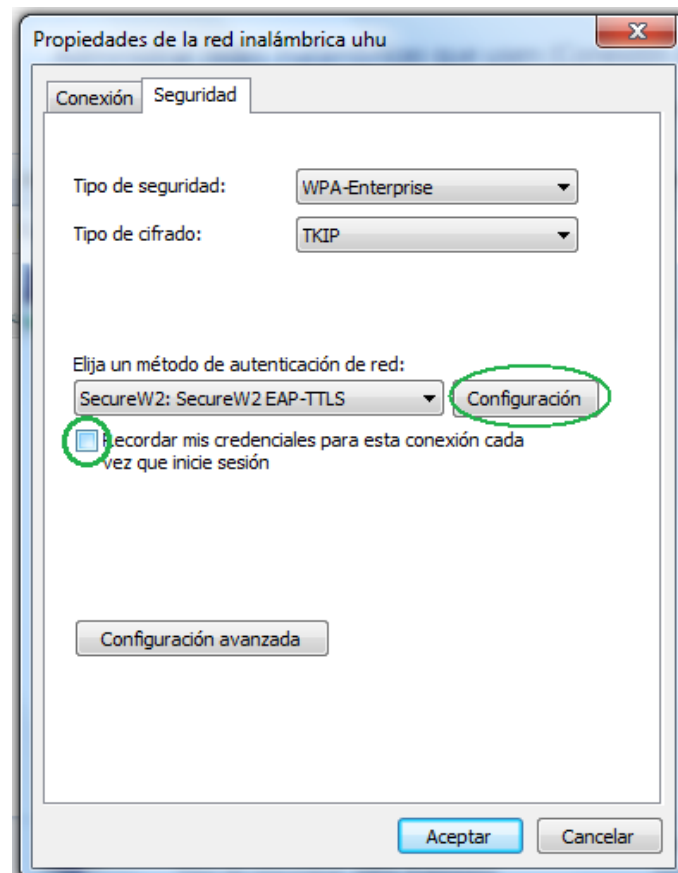 Propiedades de la red inalámbrica uhu
Conexión
Seguridad
Tipo de seguridad:
WPA-Enterprise
Tipo de cifrado:
TKIP
Elija un método de autenticación de red:
SecureW2: SecureW2 EAP-TTLS
Configuración
Recordar mis credenciales para esta conexión cada
vez que inicie sesión
Configuración avanzada
Aceptar
Cancelar